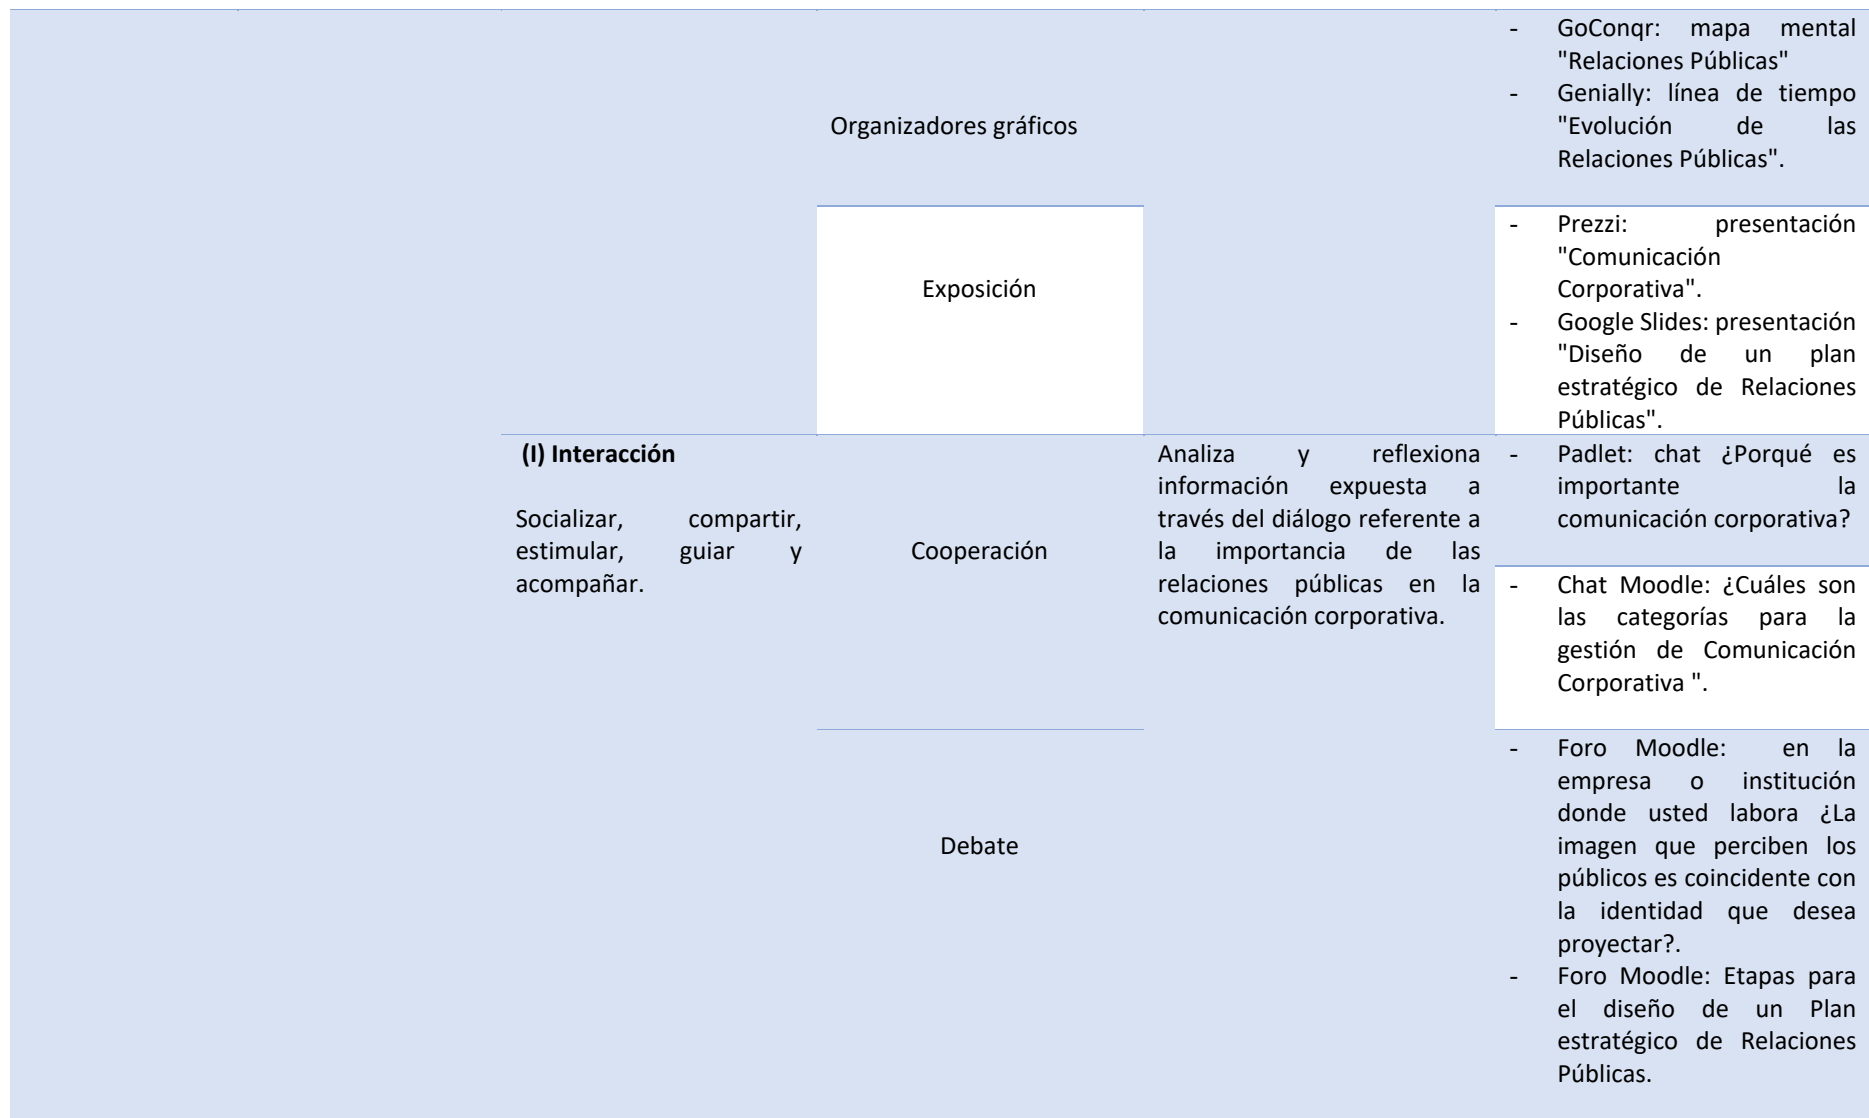 Organizadores gráficos
- GoConqr: mapa mental
"Relaciones Públicas"
- Genially: línea de tiempo
"Evolución de las
Relaciones Públicas".
Exposición
- Prezzi: presentación
"Comunicación
Corporativa".
- Google Slides: presentación
"Diseño de un plan
estratégico de Relaciones
Públicas".
(I) Interacción
Socializar, compartir,
estimular, guiar y
acompañar.
Cooperación
Analiza y reflexiona
información expuesta a
través del diálogo referente a
la importancia de las
relaciones públicas en la
comunicación corporativa.
- Padlet: chat ¿Porqué es
importante la
comunicación corporativa?
- Chat Moodle: ¿Cuáles son
las categorías para la
gestión de Comunicación
Corporativa ".
Debate
- Foro Moodle: en la
empresa o institución
donde usted labora ¿La
imagen que perciben los
públicos es coincidente con
la identidad que desea
proyectar?.
- Foro Moodle: Etapas para
el diseño de un Plan
estratégico de Relaciones
Públicas.